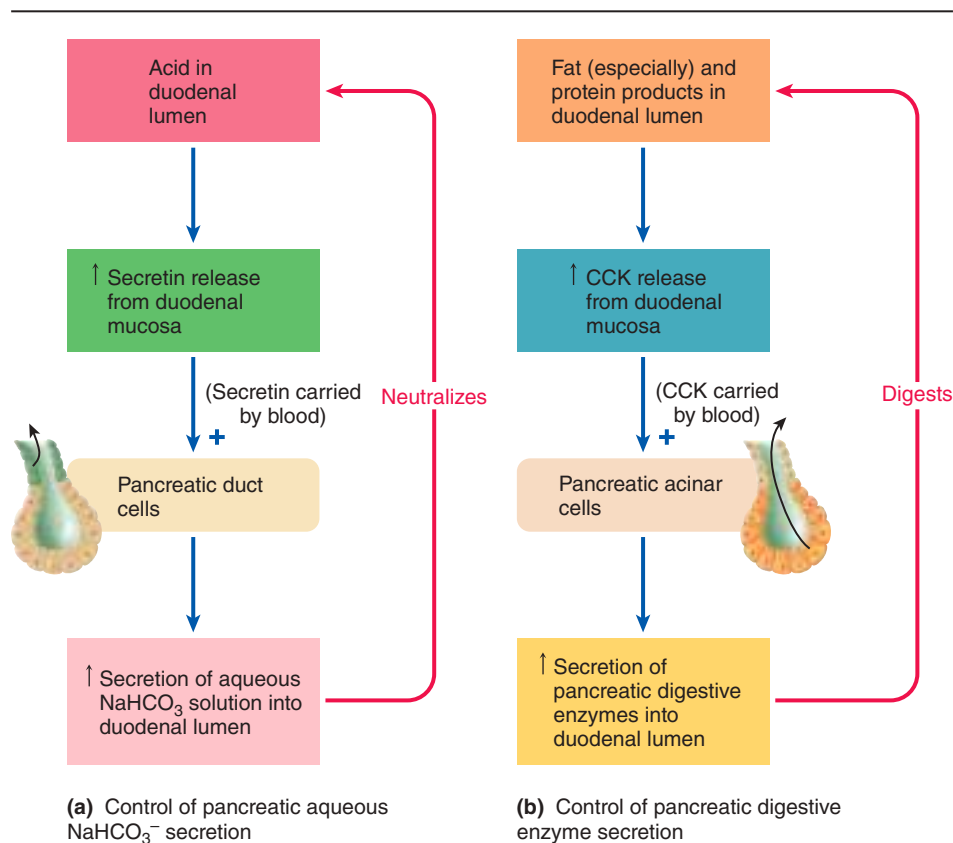 Acid in
duodenal
lumen
↑ Secretin release
from duodenal
mucosa
(Secretin carried
by blood)
+
Neutralizes
Pancreatic duct
cells
↑ Secretion of aqueous
NaHCO₃ solution into
duodenal lumen
(a) Control of pancreatic aqueous
NaHCO₃⁻ secretion
Fat (especially) and
protein products in
duodenal lumen
↑ CCK release
from duodenal
mucosa
(CCK carried
by blood)
+
Digests
Pancreatic acinar
cells
↑ Secretion of
pancreatic digestive
enzymes into
duodenal lumen
(b) Control of pancreatic digestive
enzyme secretion